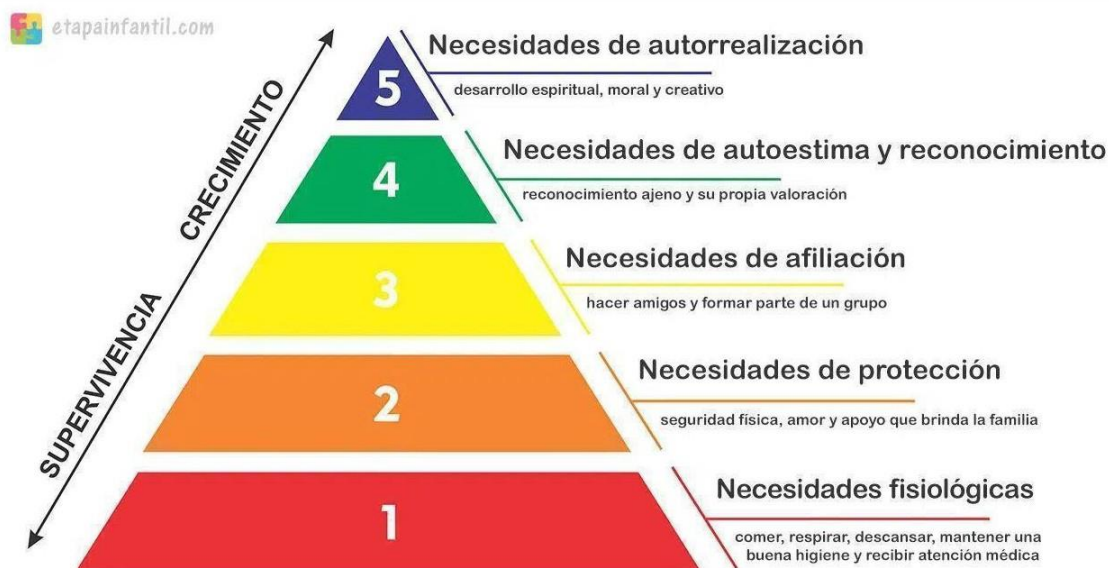 etapainfantil.com
5
Necesidades de autorrealización
desarrollo espiritual, moral y creativo
CRECIMIENTO
4
Necesidades de autoestima y reconocimiento
reconocimiento ajeno y su propia valoración
3
Necesidades de afiliación
hacer amigos y formar parte de un grupo
SUPERVIVENCIA
2
Necesidades de protección
seguridad física, amor y apoyo que brinda la familia
1
Necesidades fisiológicas
comer, respirar, descansar, mantener una
buena higiene y recibir atención médica